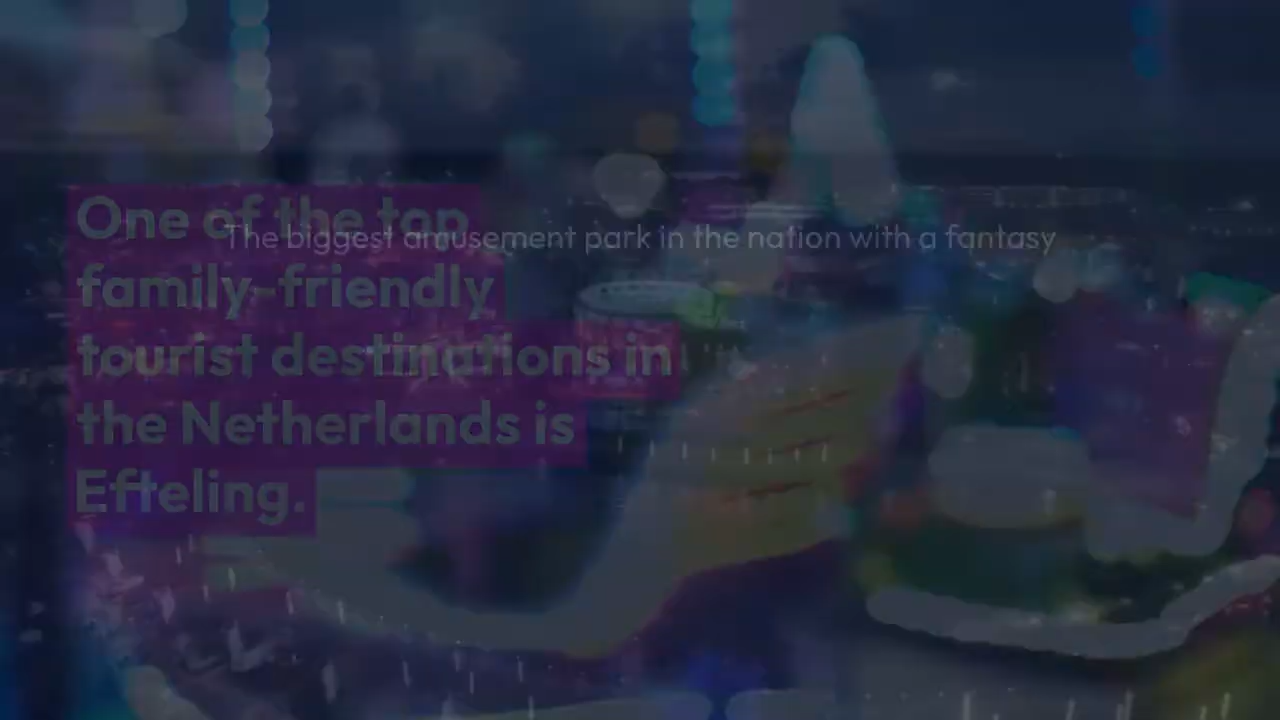 One of the top
The biggest amusement park in the nation with a fantasy
family-friendly
tourist destinations in
the Netherlands is
Efteling.